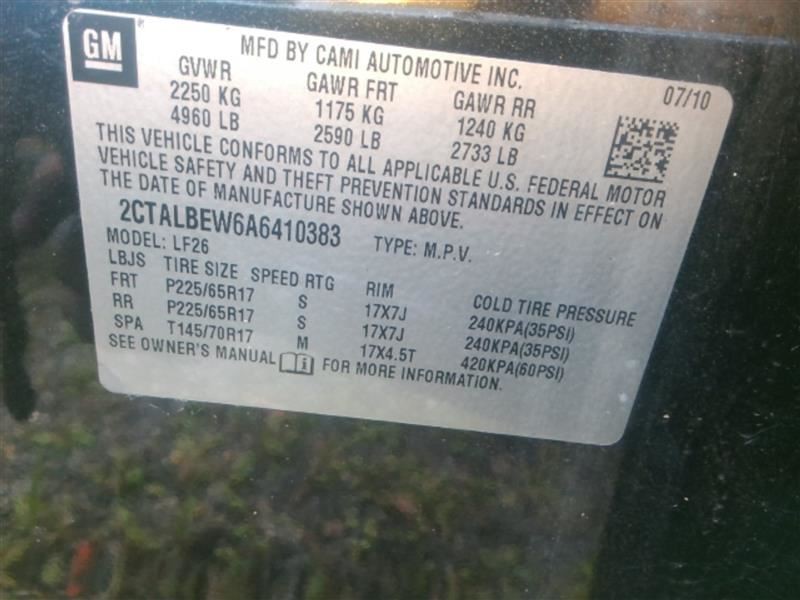 GM
MFD BY CAMI AUTOMOTIVE INC.
07/10
GVWR GAWR FRT GAWR RR
2250 KG 1175 KG 1240 KG
4960 LB 2590 LB 2733 LB
THIS VEHICLE CONFORMS TO ALL APPLICABLE U.S. FEDERAL MOTOR
VEHICLE SAFETY AND THEFT PREVENTION STANDARDS IN EFFECT ON
THE DATE OF MANUFACTURE SHOWN ABOVE.
2CTALBEW6A6410383 TYPE: M.P.V.
MODEL: LF26
LBJS TIRE SIZE SPEED RTG RIM COLD TIRE PRESSURE
FRT P225/65R17 S 17X7J 240KPA(35PSI)
RR P225/65R17 S 17X7J 240KPA(35PSI)
SPA T145/70R17 M 17X4.5T 420KPA(60PSI)
SEE OWNER'S MANUAL i FOR MORE INFORMATION.